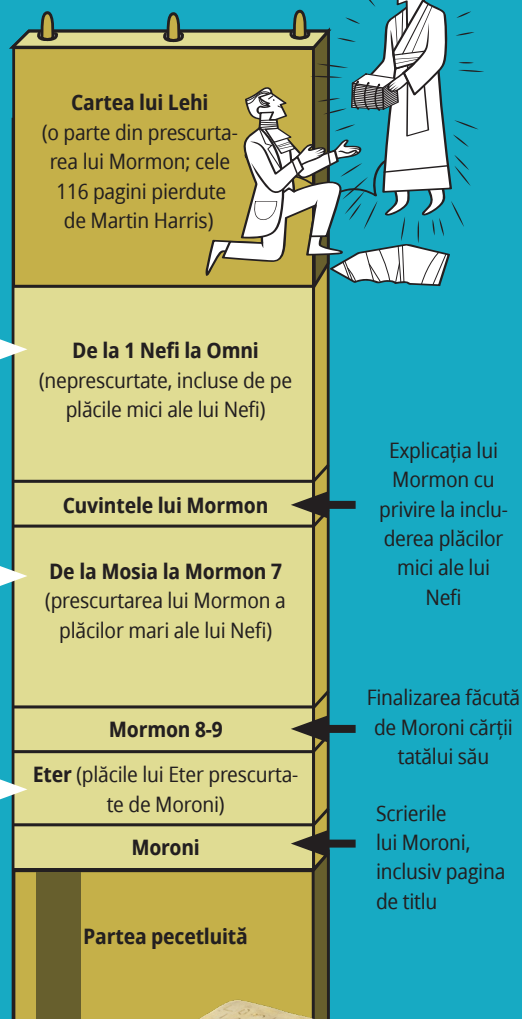 Cartea lui Lehi
(o parte din prescurta-
rea lui Mormon; cele
116 pagini pierdute
de Martin Harris)
De la 1 Nefi la Omni
(neprescurtate, incluse de pe
plăcile mici ale lui Nefi)
Cuvintele lui Mormon
Explicația lui
Mormon cu
privire la inclu-
derea plăcilor
mici ale lui
Nefi
De la Mosia la Mormon 7
(prescurtarea lui Mormon a
plăcilor mari ale lui Nefi)
Mormon 8-9
Finalizarea făcută
de Moroni cărții
tatălui său
Eter (plăcile lui Eter prescurta-
te de Moroni)
Moroni
Scrierile
lui Moroni,
inclusiv pagina
de titlu
Partea pecetluită